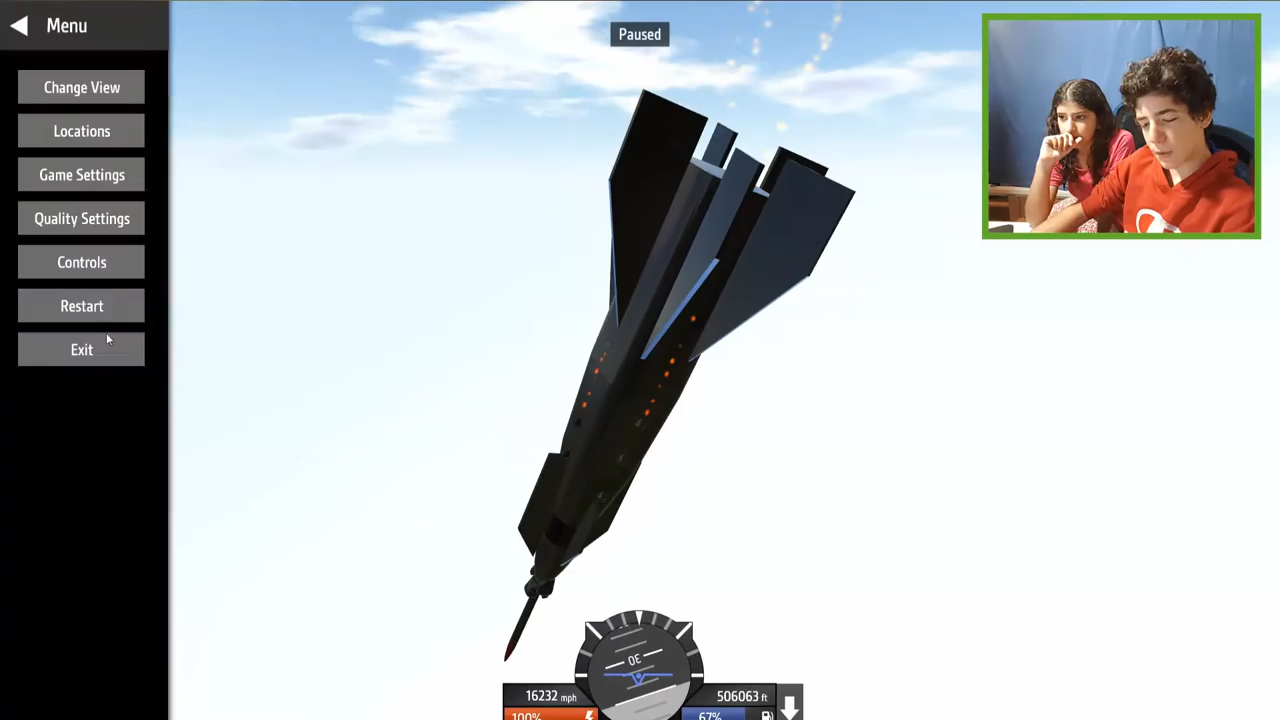 Menu
Paused
Change View
Locations
Game Settings
Quality Settings
Controls
Restart
Exit
30
16232 mph
506063 ft
100%
67%